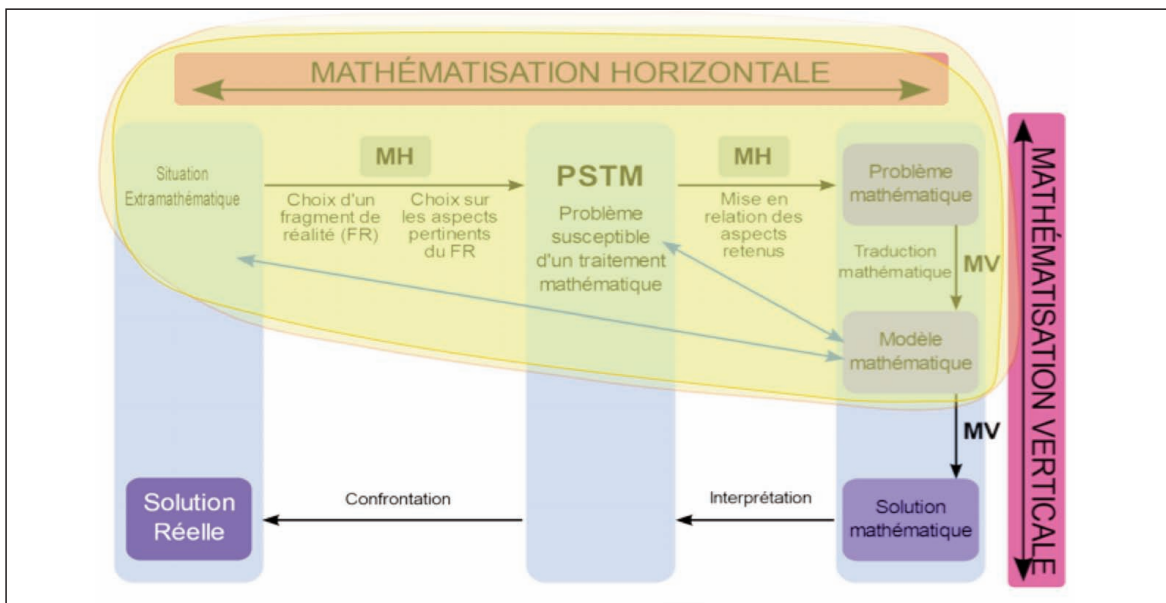 MATHÉMATISATION HORIZONTALE
Situation
Extramathématique
MH
Choix d'un
fragment de
réalité (FR)
Choix sur
les aspects
pertinents
du FR
PSTM
Problème
susceptible
d'un traitement
mathématique
MH
Mise en
relation des
aspects
retenus
Problème
mathématique
Traduction
mathématique
MV
Modèle
mathématique
MV
Solution
mathématique
Interprétation
Confrontation
Solution
Réelle
MATHÉMATISATION VERTICALE